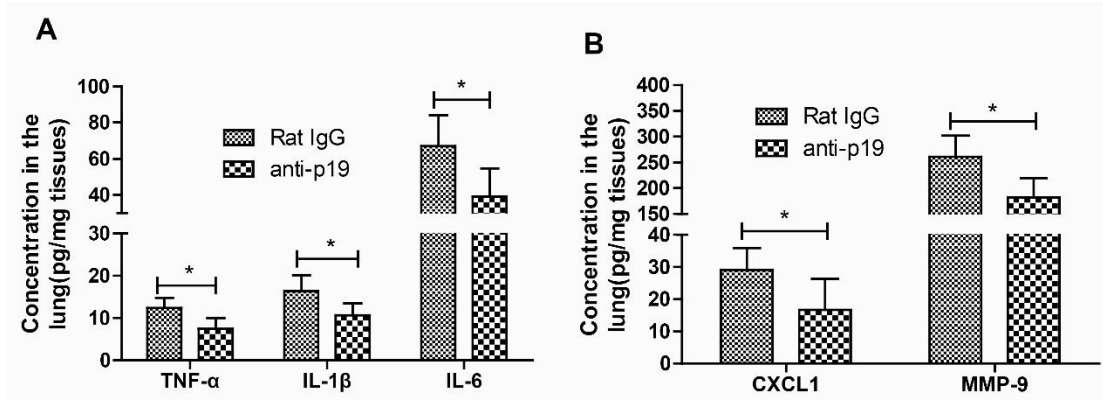 A
Concentration in the
lung(pg/mg tissues)
100
80
60
40
30
20
10
0
Rat IgG
anti-p19
*
*
*
TNF-α
IL-1β
IL-6
B
Concentration in the
lung(pg/mg tissues)
400
350
300
250
200
150
40
30
20
10
0
Rat IgG
anti-p19
*
*
CXCL1
MMP-9